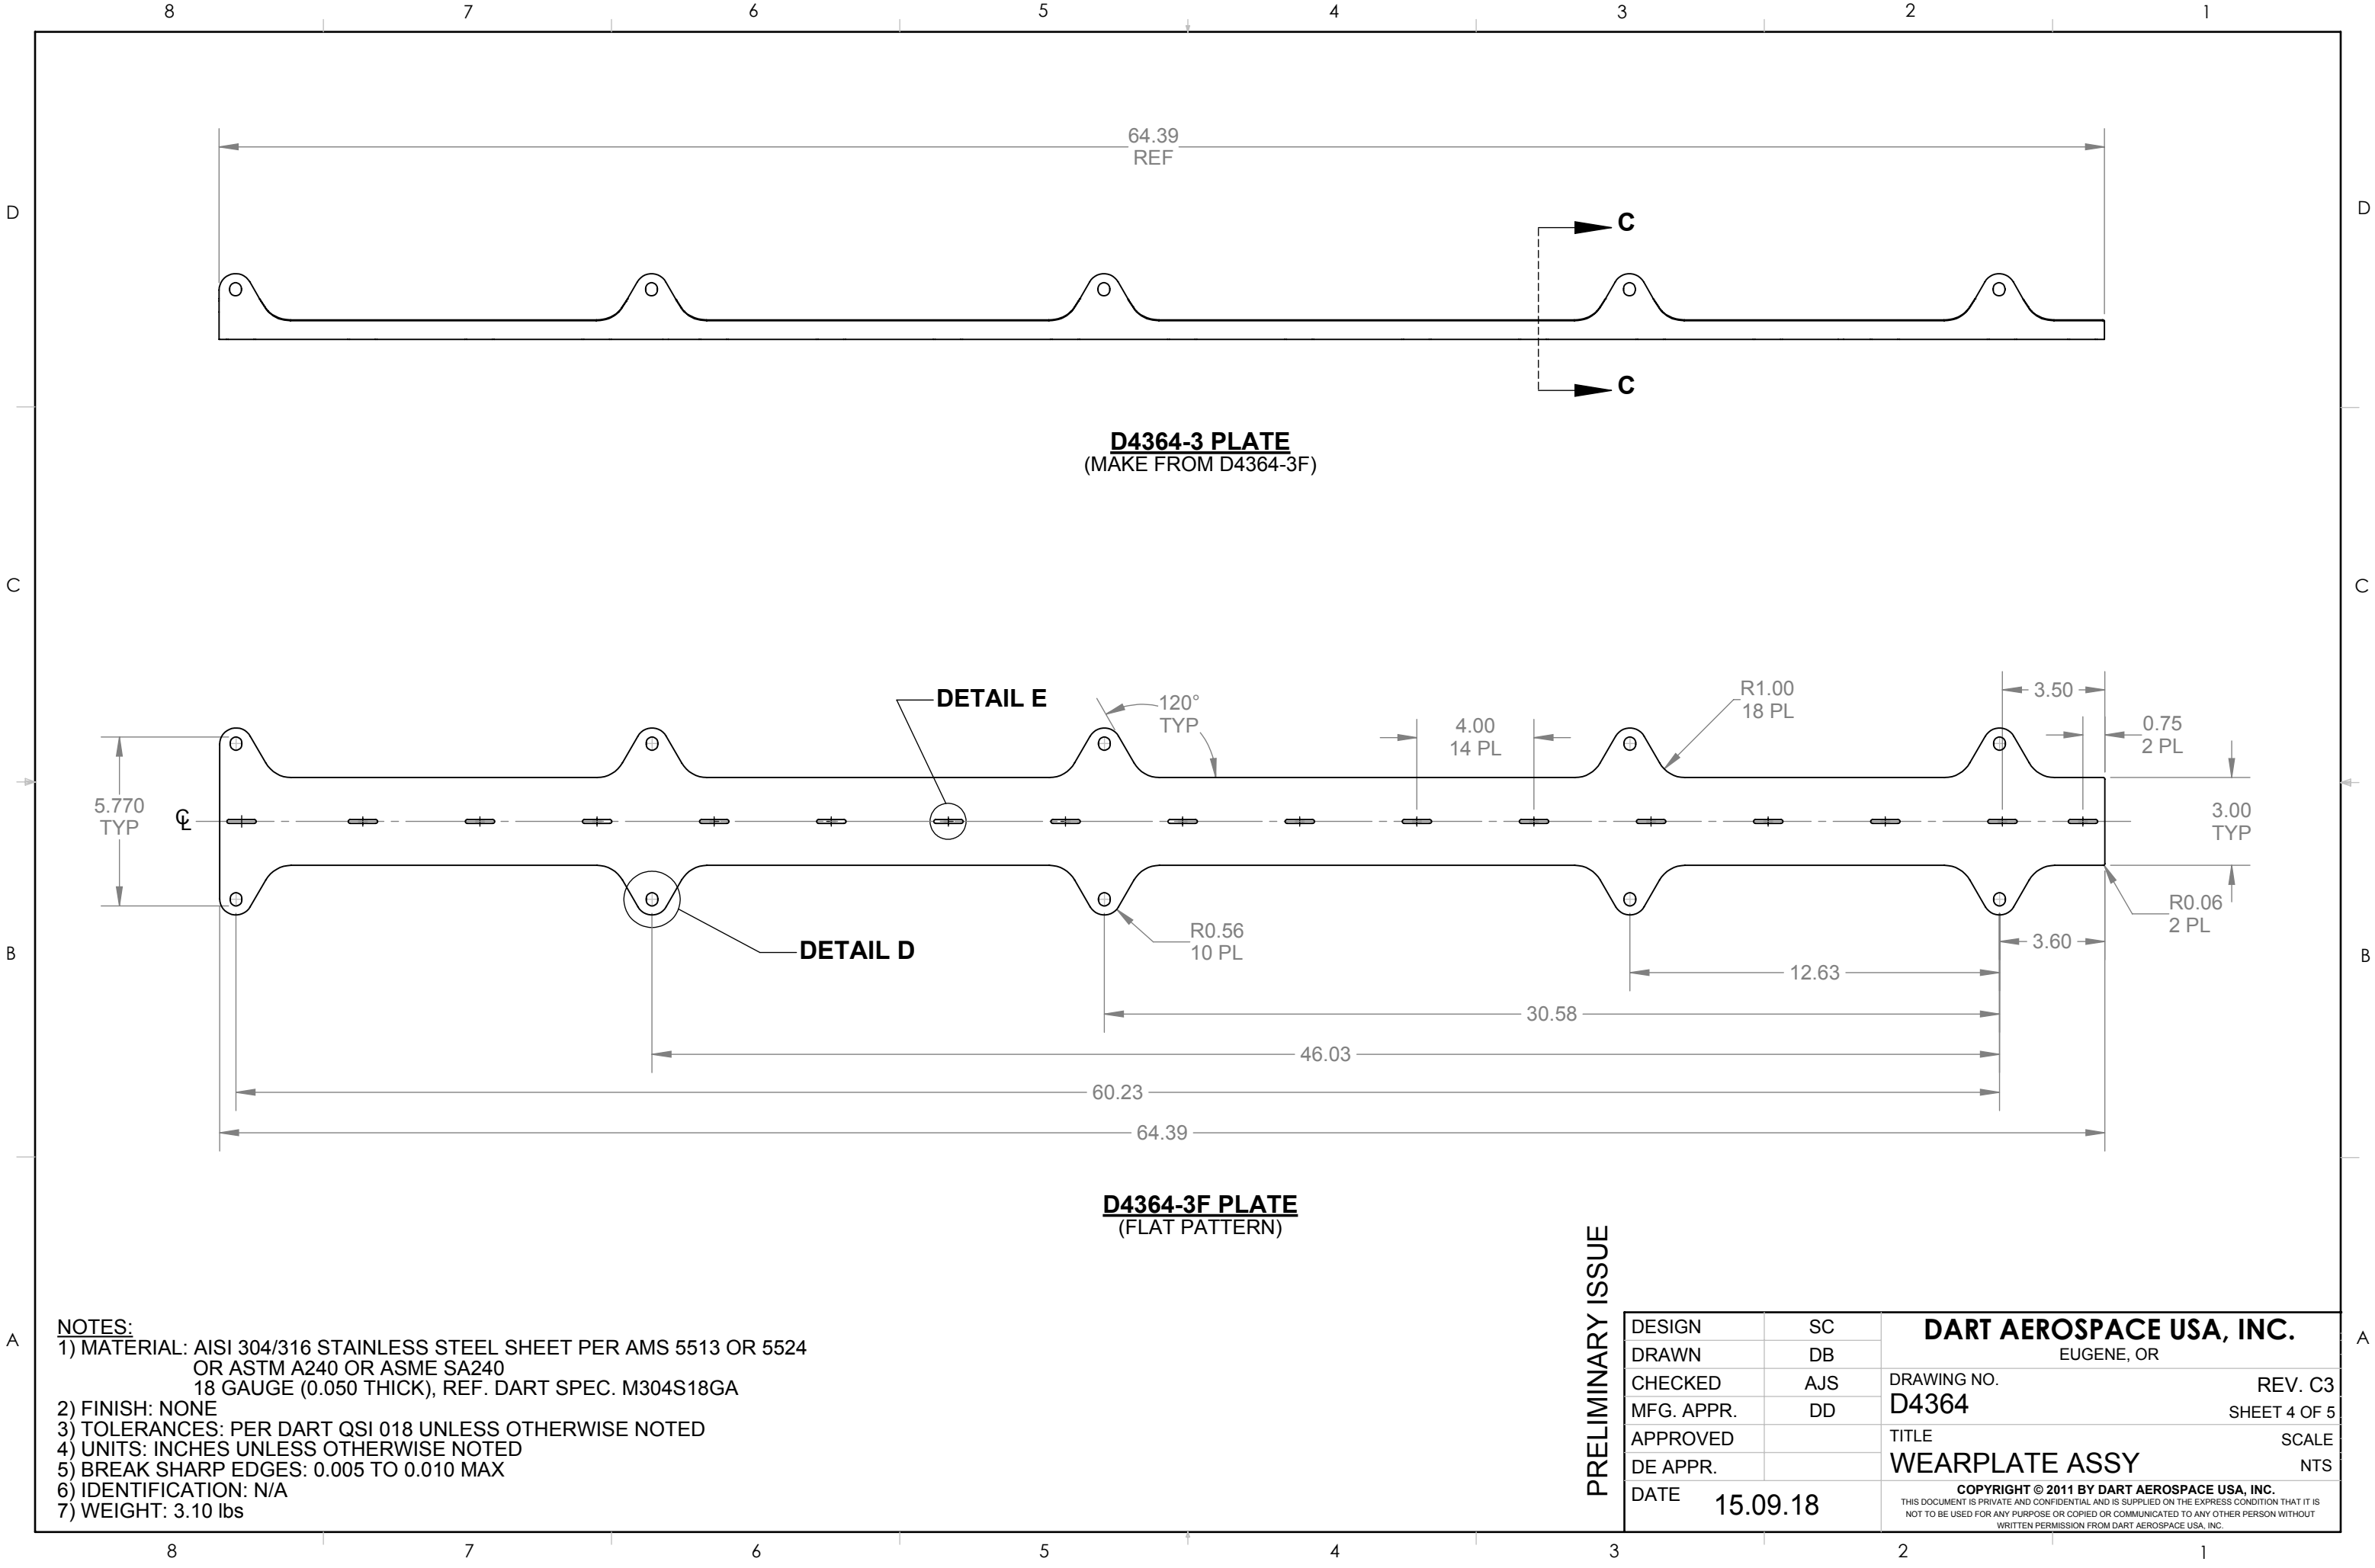 8 7 6 5 4 3 2 1
64.39
REF
D
D
C
C
D4364-3 PLATE
(MAKE FROM D4364-3F)
C
C
DETAIL E
120°
TYP
4.00
14 PL
R1.00
18 PL
3.50
0.75
2 PL
5.770
TYP
℄
3.00
TYP
R0.56
10 PL
R0.06
2 PL
DETAIL D
3.60
B
B
12.63
30.58
46.03
60.23
64.39
D4364-3F PLATE
(FLAT PATTERN)
PRELIMINARY ISSUE
A
A
NOTES:
1) MATERIAL: AISI 304/316 STAINLESS STEEL SHEET PER AMS 5513 OR 5524
OR ASTM A240 OR ASME SA240
18 GAUGE (0.050 THICK), REF. DART SPEC. M304S18GA
2) FINISH: NONE
3) TOLERANCES: PER DART QSI 018 UNLESS OTHERWISE NOTED
4) UNITS: INCHES UNLESS OTHERWISE NOTED
5) BREAK SHARP EDGES: 0.005 TO 0.010 MAX
6) IDENTIFICATION: N/A
7) WEIGHT: 3.10 lbs
DESIGN SC
DRAWN DB
CHECKED AJS
MFG. APPR. DD
APPROVED
DE APPR.
DATE 15.09.18
DART AEROSPACE USA, INC.
EUGENE, OR
DRAWING NO. REV. C3
D4364 SHEET 4 OF 5
TITLE SCALE
WEARPLATE ASSY NTS
COPYRIGHT © 2011 BY DART AEROSPACE USA, INC.
THIS DOCUMENT IS PRIVATE AND CONFIDENTIAL AND IS SUPPLIED ON THE EXPRESS CONDITION THAT IT IS
NOT TO BE USED FOR ANY PURPOSE OR COPIED OR COMMUNICATED TO ANY OTHER PERSON WITHOUT
WRITTEN PERMISSION FROM DART AEROSPACE USA, INC.
8 7 6 5 4 3 2 1